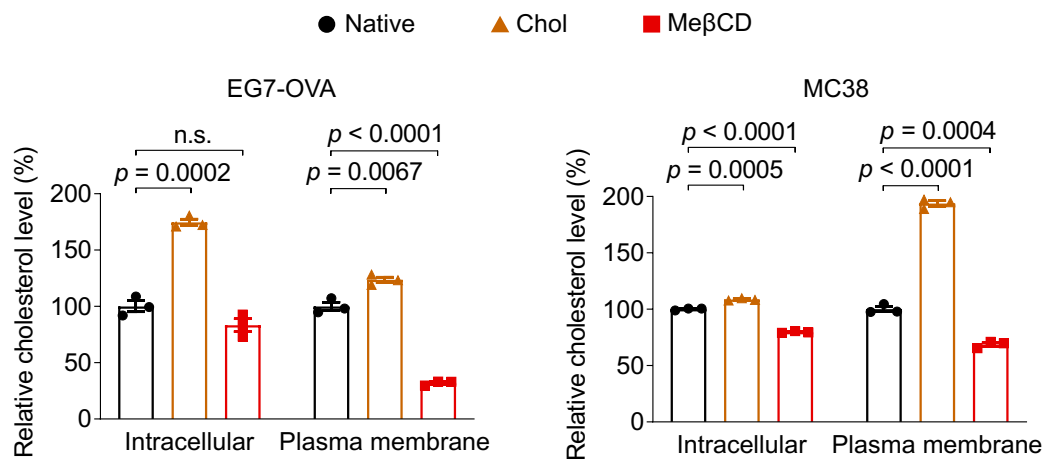 Native Chol MeβCD
EG7-OVA
n.s. p < 0.0001
p = 0.0002 p = 0.0067
Relative cholesterol level (%)
200
150
100
50
0
Intracellular Plasma membrane
MC38
p < 0.0001 p = 0.0004
p = 0.0005 p < 0.0001
Relative cholesterol level (%)
200
150
100
50
0
Intracellular Plasma membrane